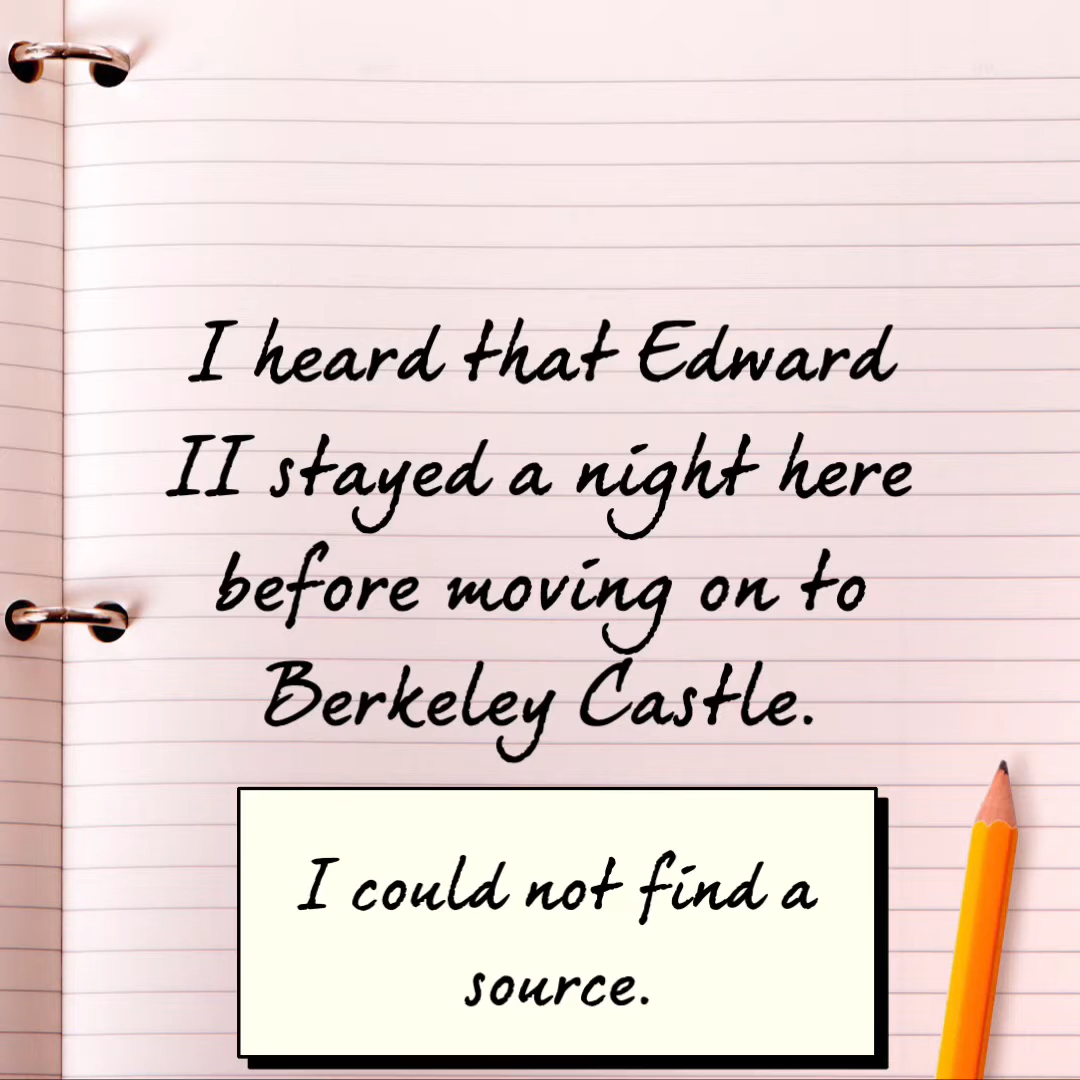 I heard that Edward
II stayed a night here
before moving on to
Berkeley Castle.
I could not find a
source.